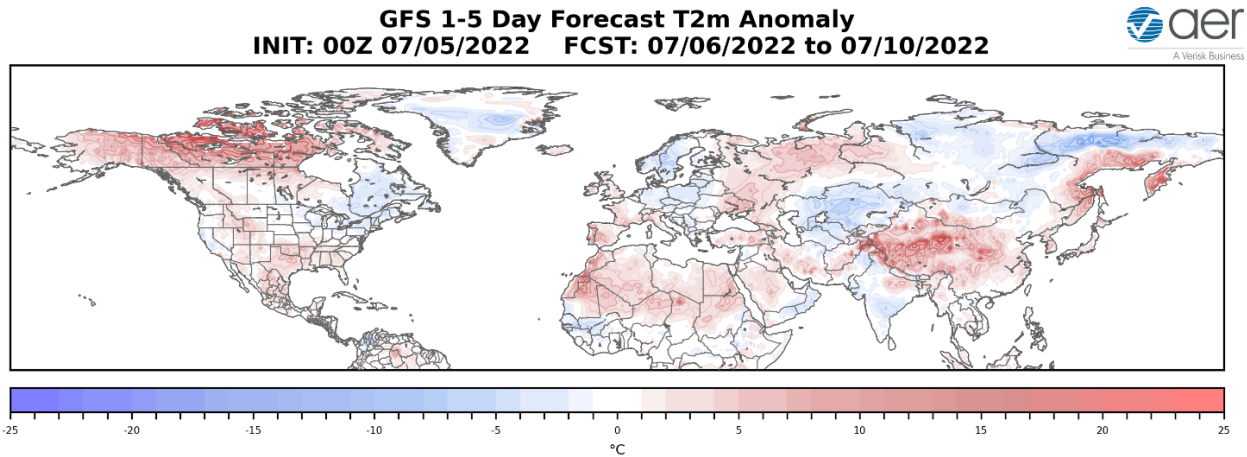 GFS 1-5 Day Forecast T2m Anomaly
INIT: 00Z 07/05/2022 FCST: 07/06/2022 to 07/10/2022
aer
A Verisk Business
-25 -20 -15 -10 -5 0 5 10 15 20 25
°C